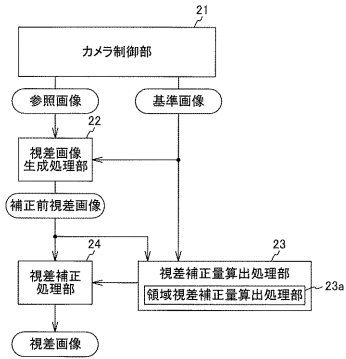 21
カメラ制御部
参照画像
基準画像
22
視差画像
生成処理部
補正前視差画像
24
視差補正
処理部
23
視差補正量算出処理部
領域視差補正量算出処理部
23a
視差画像